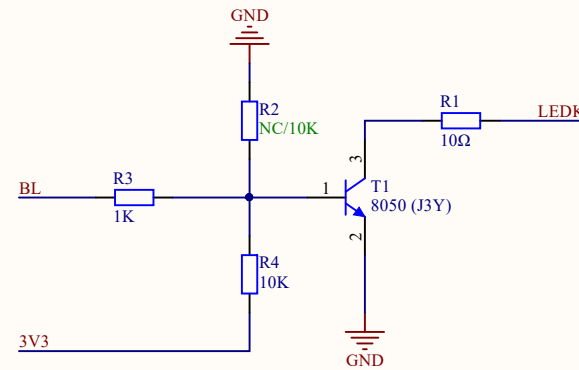 GND
R2
NC/10K
R1
10Ω
LEDK
BL
R3
1K
1
3
2
T1
8050 (J3Y)
R4
10K
3V3
GND